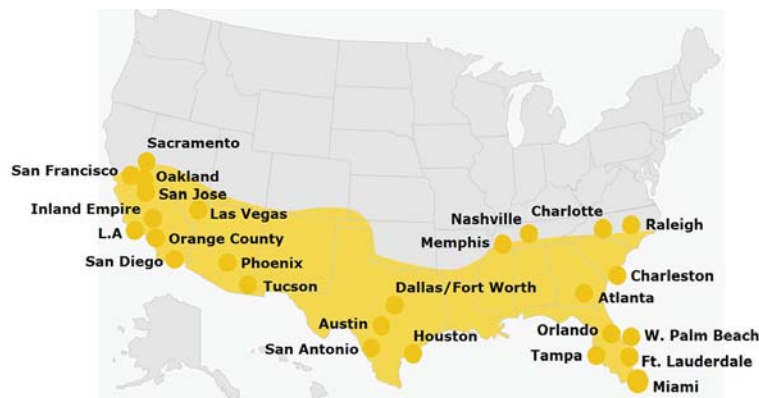 Sacramento
San Francisco
Oakland
San Jose
Inland Empire
Las Vegas
L.A
Orange County
San Diego
Phoenix
Tucson
Nashville
Charlotte
Raleigh
Memphis
Charleston
Dallas/Fort Worth
Atlanta
Austin
Houston
San Antonio
Orlando
W. Palm Beach
Tampa
Ft. Lauderdale
Miami